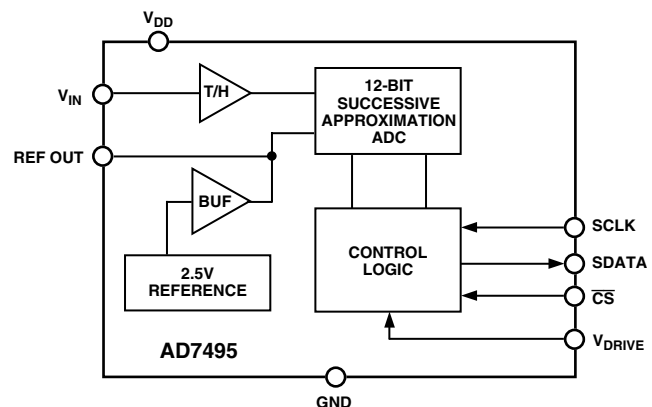 VDD
VIN
T/H
12-BIT
SUCCESSIVE
APPROXIMATION
ADC
REF OUT
BUF
2.5V
REFERENCE
CONTROL
LOGIC
SCLK
SDATA
C̅S̅
VDRIVE
AD7495
GND